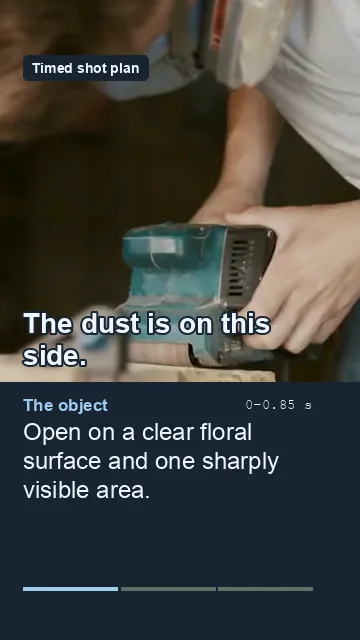 Timed shot plan
The dust is on this
side.
The object
0–0.85 s
Open on a clear floral
surface and one sharply
visible area.